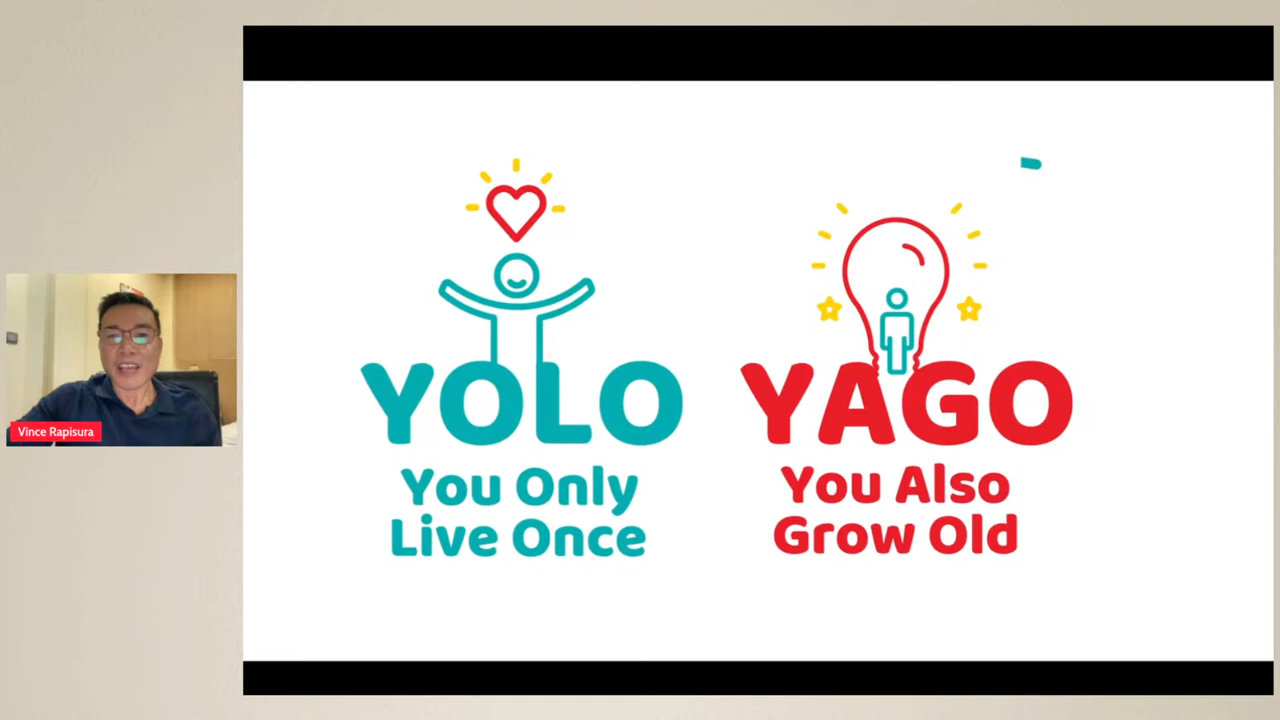 Vince Rapisura
YOLO
You Only
Live Once
YAGO
You Also
Grow Old